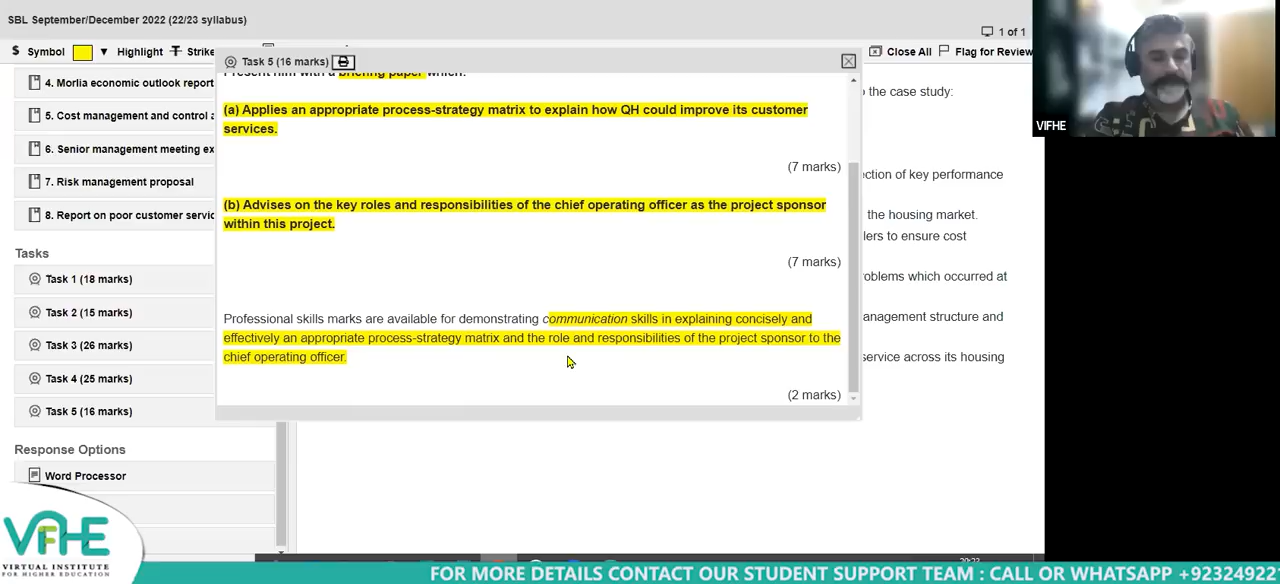 SBL September/December 2022 (22/23 syllabus)
1 of 1
$ Symbol ▼ Highlight T Strike
Close All Flag for Review
Task 5 (16 marks)
4. Morlia economic outlook report
5. Cost management and control a
6. Senior management meeting ex
7. Risk management proposal
8. Report on poor customer servic
Tasks
Task 1 (18 marks)
Task 2 (15 marks)
Task 3 (26 marks)
Task 4 (25 marks)
Task 5 (16 marks)
Response Options
Word Processor
Present him with a briefing paper which:
(a) Applies an appropriate process-strategy matrix to explain how QH could improve its customer
services.
(7 marks)
(b) Advises on the key roles and responsibilities of the chief operating officer as the project sponsor
within this project.
(7 marks)
Professional skills marks are available for demonstrating communication skills in explaining concisely and
effectively an appropriate process-strategy matrix and the role and responsibilities of the project sponsor to the
chief operating officer.
(2 marks)
o the case study:
ction of key performance
the housing market.
ders to ensure cost
oblems which occurred at
anagement structure and
service across its housing
VIFHE
VIFHE
VIRTUAL INSTITUTE
FOR HIGHER EDUCATION
FOR MORE DETAILS CONTACT OUR STUDENT SUPPORT TEAM : CALL OR WHATSAPP +92324922